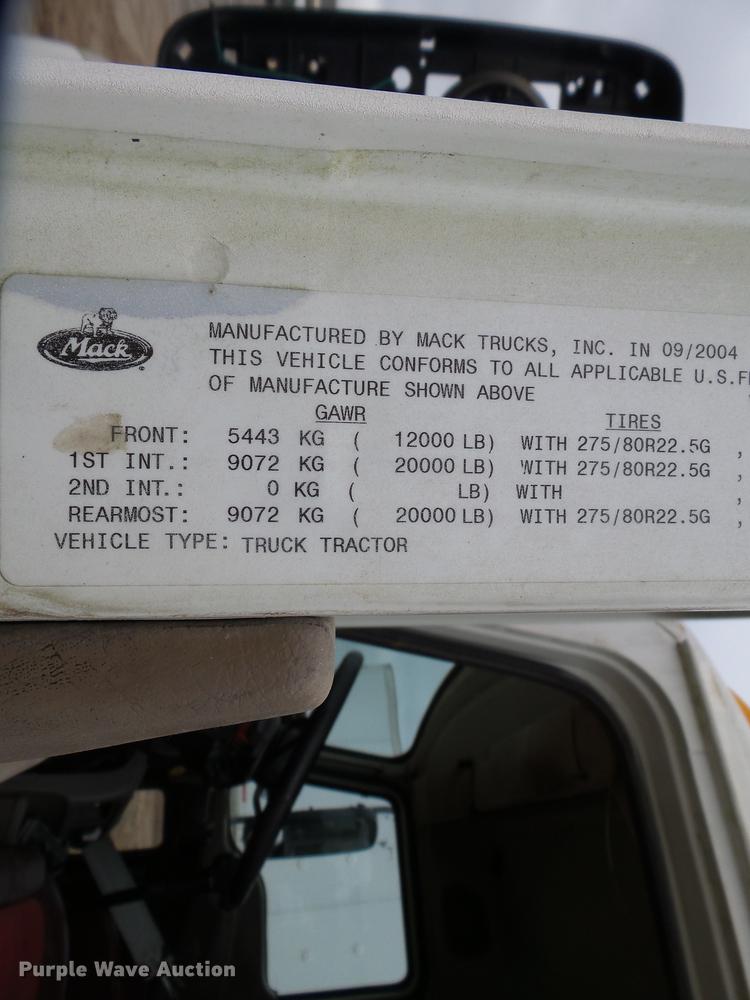 Mack
MANUFACTURED BY MACK TRUCKS, INC. IN 09/2004
THIS VEHICLE CONFORMS TO ALL APPLICABLE U.S.
OF MANUFACTURE SHOWN ABOVE
GAWR TIRES
FRONT: 5443 KG ( 12000 LB) WITH 275/80R22.5G ,
1ST INT.: 9072 KG ( 20000 LB) WITH 275/80R22.5G ,
2ND INT.: 0 KG ( LB) WITH ,
REARMOST: 9072 KG ( 20000 LB) WITH 275/80R22.5G ,
VEHICLE TYPE: TRUCK TRACTOR
Purple Wave Auction